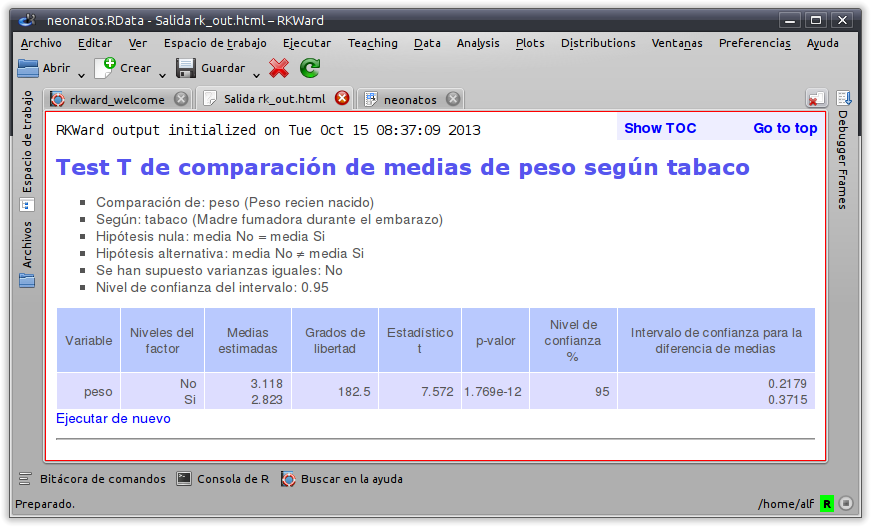 neonatos.RData - Salida rk_out.html – RKWard
Archivo Editar Ver Espacio de trabajo Ejecutar Teaching Data Analysis Plots Distributions Ventanas Preferencias Ayuda
Abrir Crear Guardar
rkward_welcome Salida rk_out.html neonatos
Espacio de trabajo
Archivos
Debugger Frames
RKWard output initialized on Tue Oct 15 08:37:09 2013
Show TOC Go to top
Test T de comparación de medias de peso según tabaco
Comparación de: peso (Peso recien nacido)
Según: tabaco (Madre fumadora durante el embarazo)
Hipótesis nula: media No = media Si
Hipótesis alternativa: media No ≠ media Si
Se han supuesto varianzas iguales: No
Nivel de confianza del intervalo: 0.95
Variable
Niveles del
factor
Medias
estimadas
Grados de
libertad
Estadístico
t
p-valor
Nivel de
confianza
%
Intervalo de confianza para la
diferencia de medias
peso
No
Si
3.118
2.823
182.5
7.572
1.769e-12
95
0.2179
0.3715
Ejecutar de nuevo
Bitácora de comandos Consola de R Buscar en la ayuda
Preparado. /home/alf R